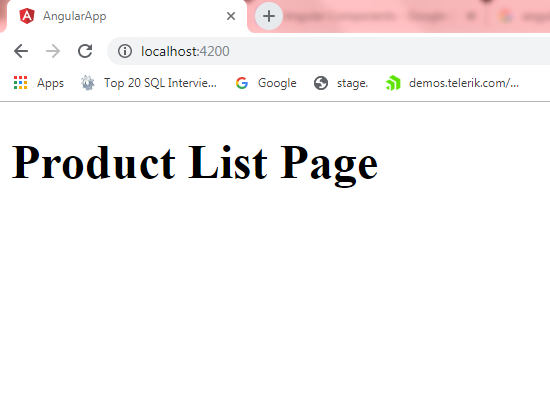 AngularApp
localhost:4200
Apps Top 20 SQL Intervie... Google stage. demos.telerik.com/...
Product List Page